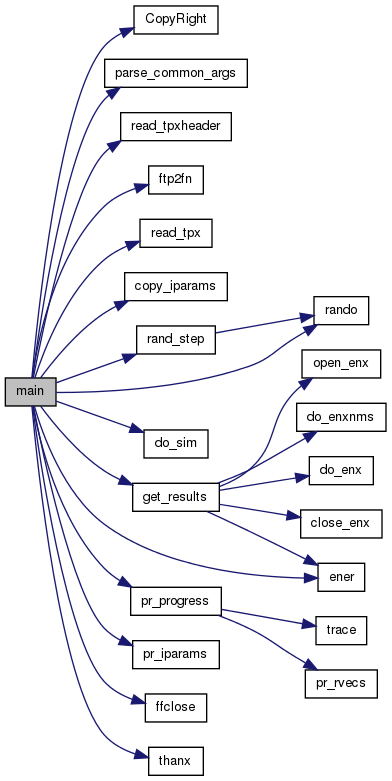 CopyRight
parse_common_args
read_tpxheader
ftp2fn
read_tpx
copy_iparams
rando
rand_step
open_enx
main
do_enxnms
do_sim
do_enx
get_results
close_enx
ener
pr_progress
trace
pr_iparams
pr_rvecs
ffclose
thanx